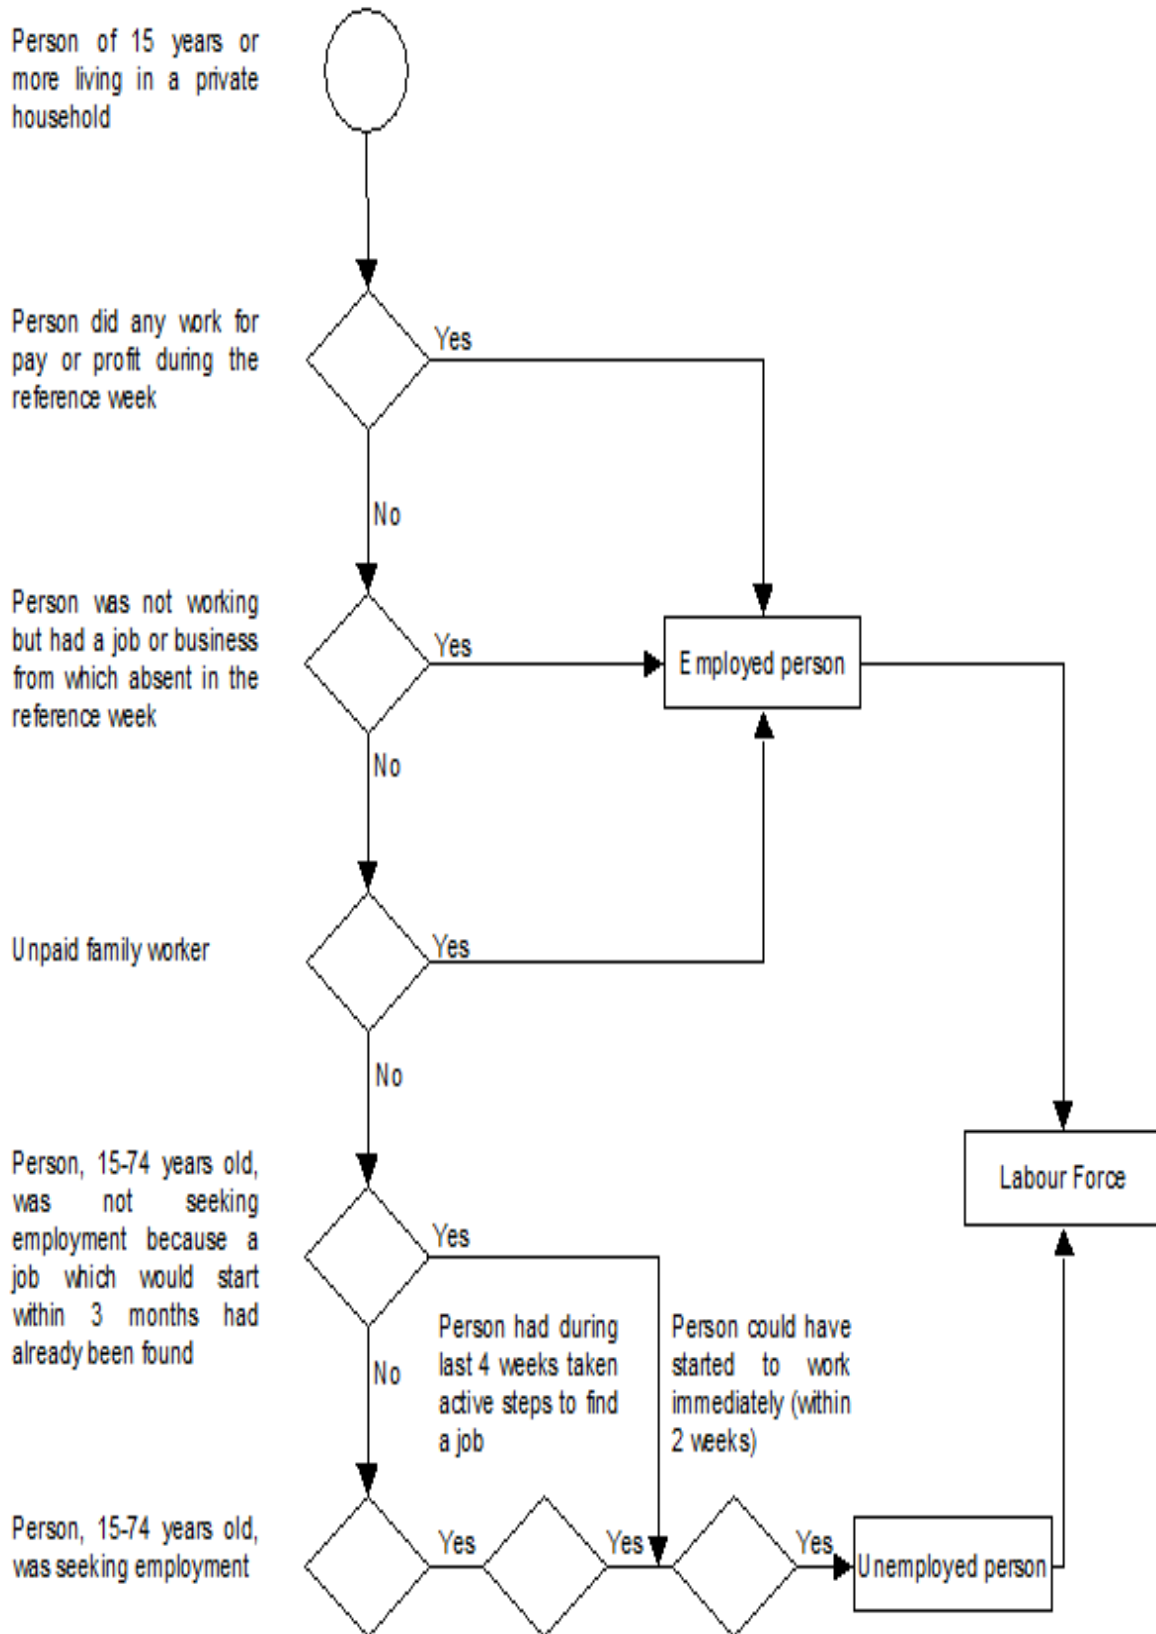 Person of 15 years or
more living in a private
household
Person did any work for
pay or profit during the
reference week
Yes
No
Person was not working
but had a job or business
from which absent in the
reference week
Yes
Employed person
No
Unpaid family worker
Yes
No
Person, 15-74 years old,
was not seeking
employment because a
job which would start
within 3 months had
already been found
Yes
Labour Force
No
Person had during
last 4 weeks taken
active steps to find
a job
Person could have
started to work
immediately (within
2 weeks)
Person, 15-74 years old,
was seeking employment
Yes
Yes
Yes
Unemployed person